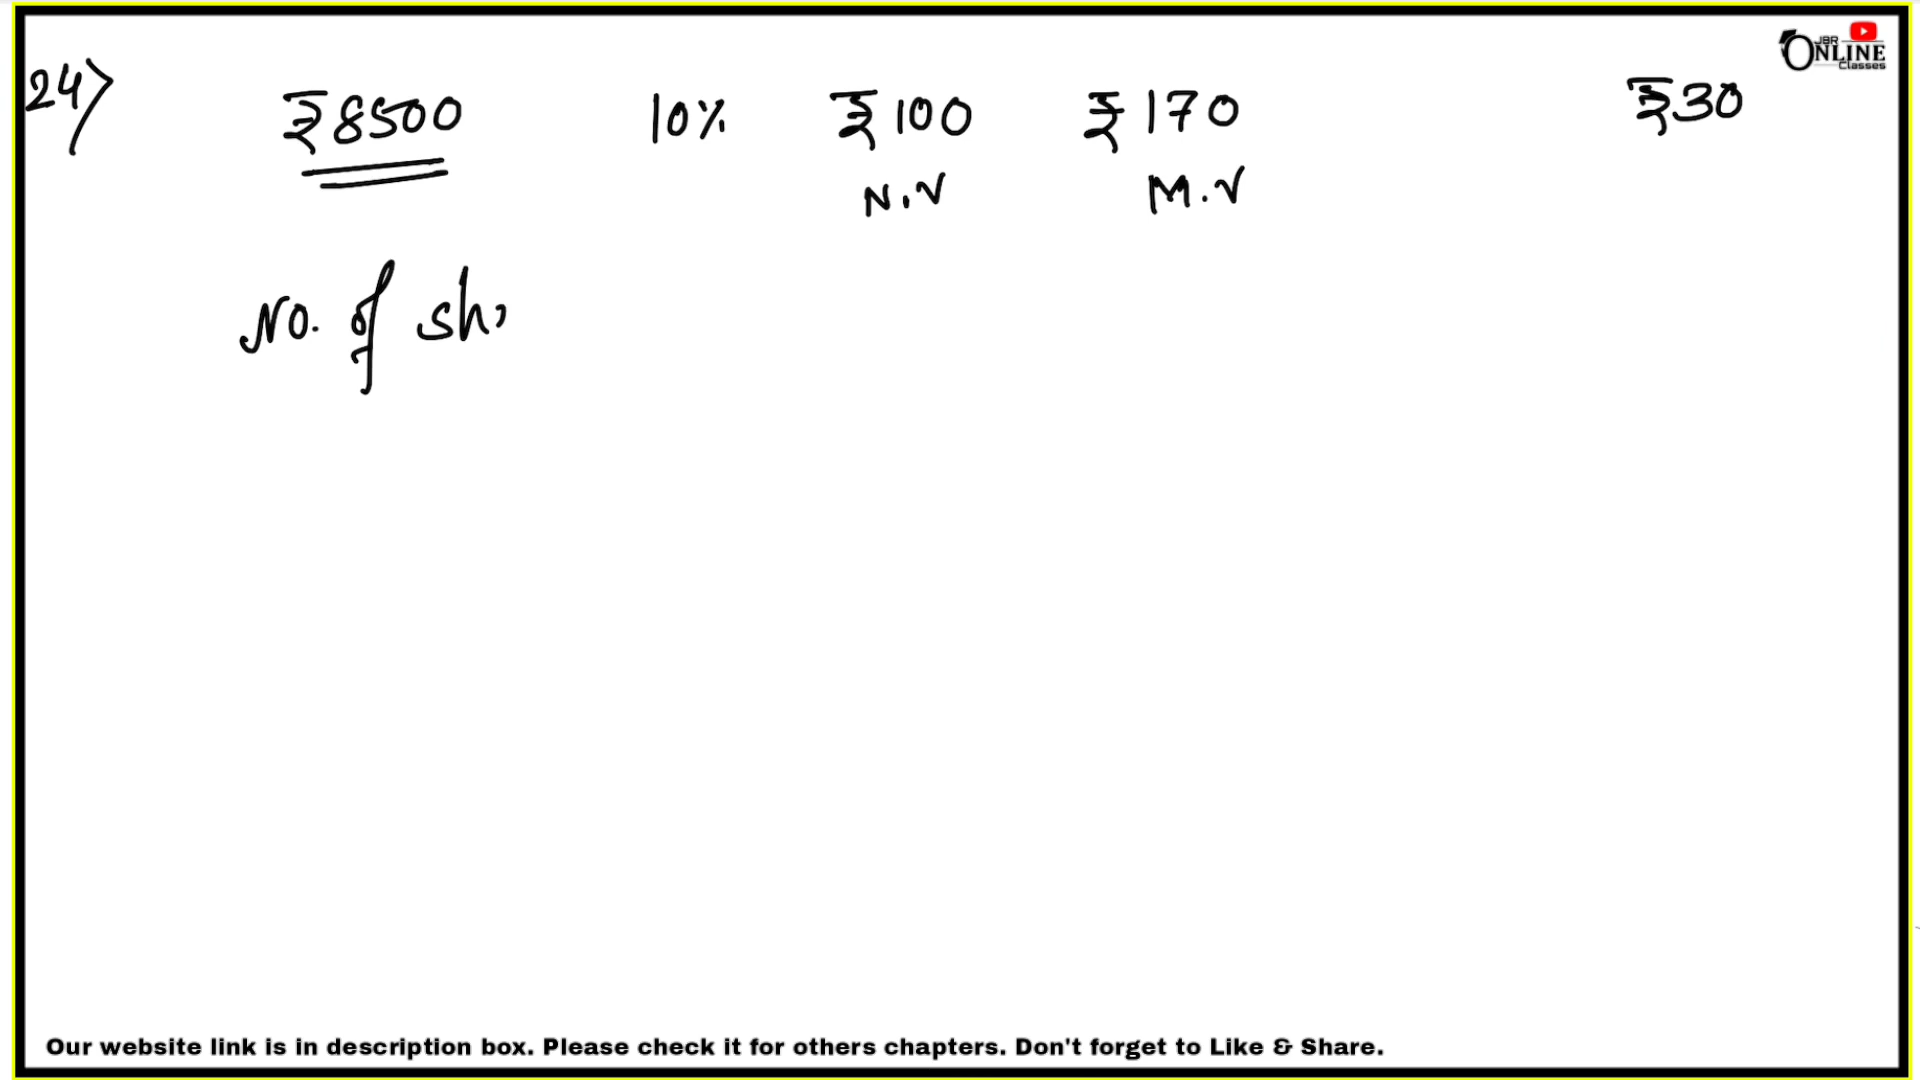 24) ₹8500 10% ₹100 ₹170 ₹30
N.V M.V
No. of sh
JBR
ONLINE
Classes
Our website link is in description box. Please check it for others chapters. Don't forget to Like & Share.